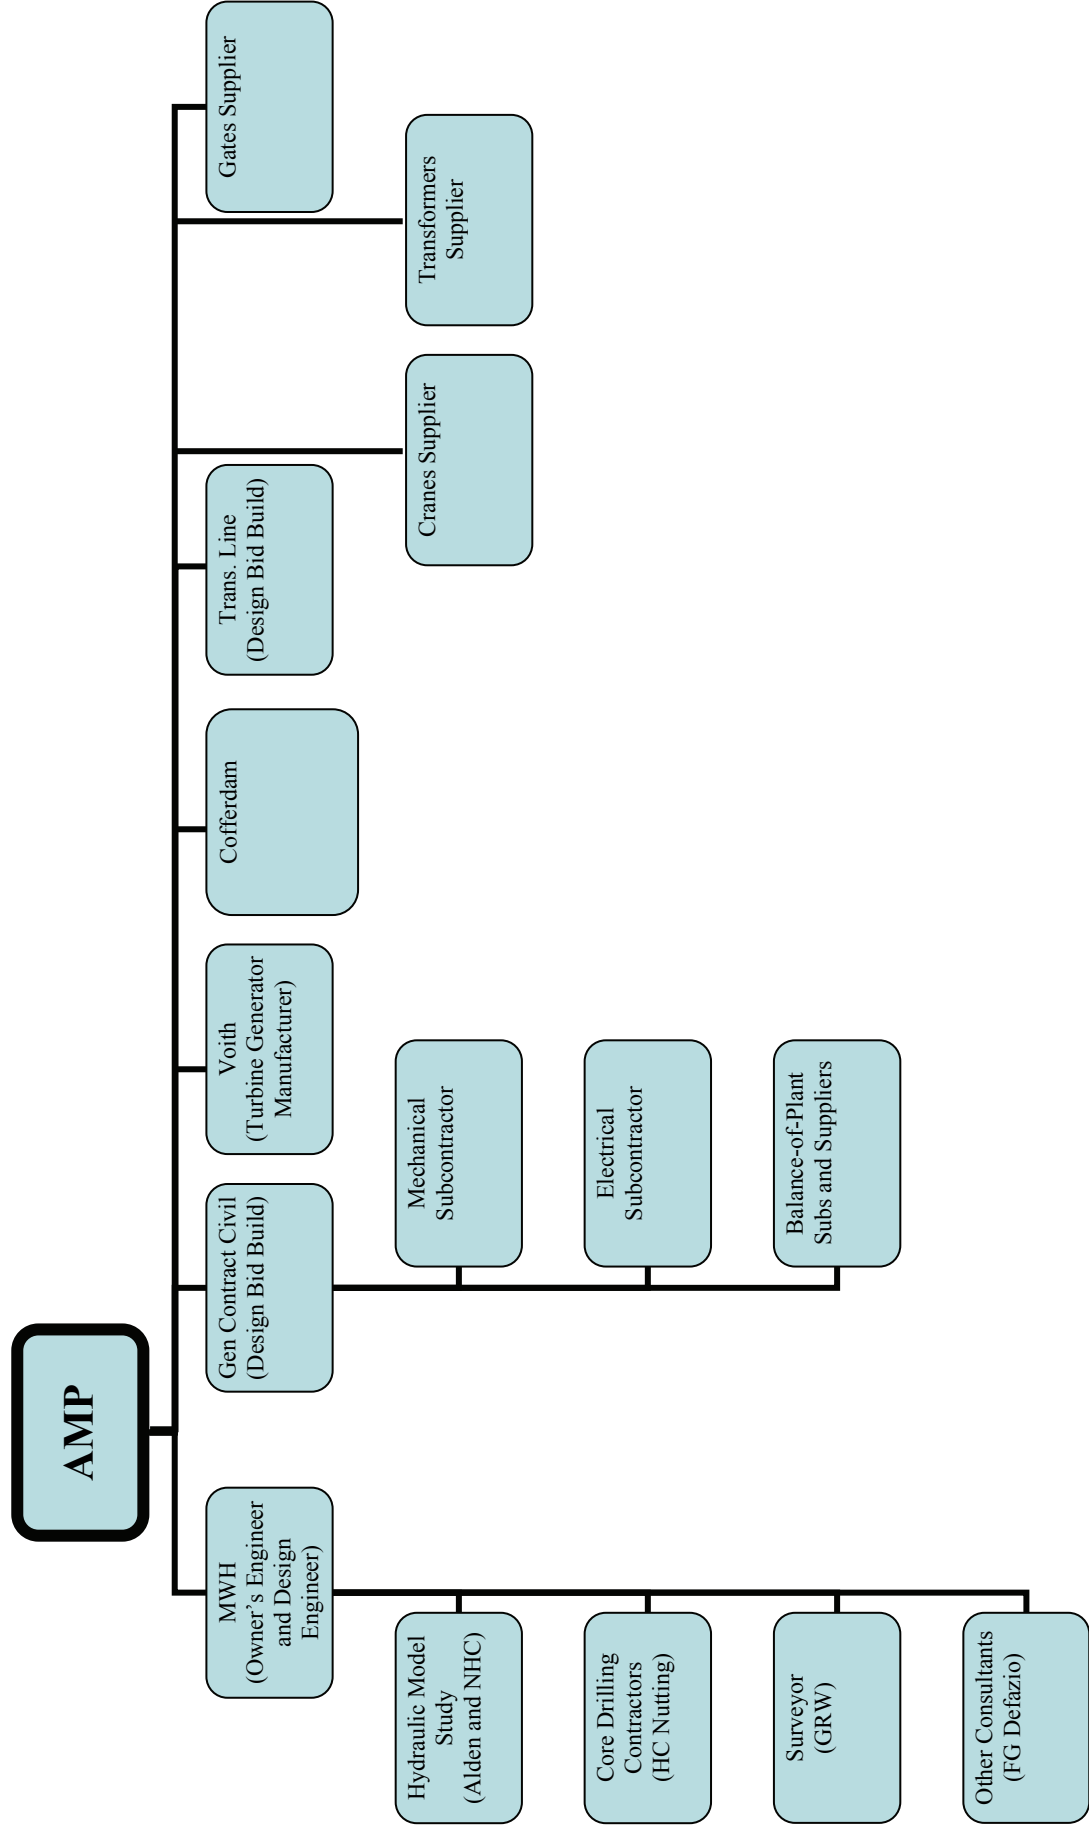 AMP
MWH
(Owner's Engineer
and Design
Engineer)
Gen Contract Civil
(Design Bid Build)
Voith
(Turbine Generator
Manufacturer)
Cofferdam
Trans. Line
(Design Bid Build)
Gates Supplier
Hydraulic Model
Study
(Alden and NHC)
Core Drilling
Contractors
(HC Nutting)
Surveyor
(GRW)
Other Consultants
(FG Defazio)
Mechanical
Subcontractor
Electrical
Subcontractor
Balance-of-Plant
Subs and Suppliers
Cranes Supplier
Transformers
Supplier